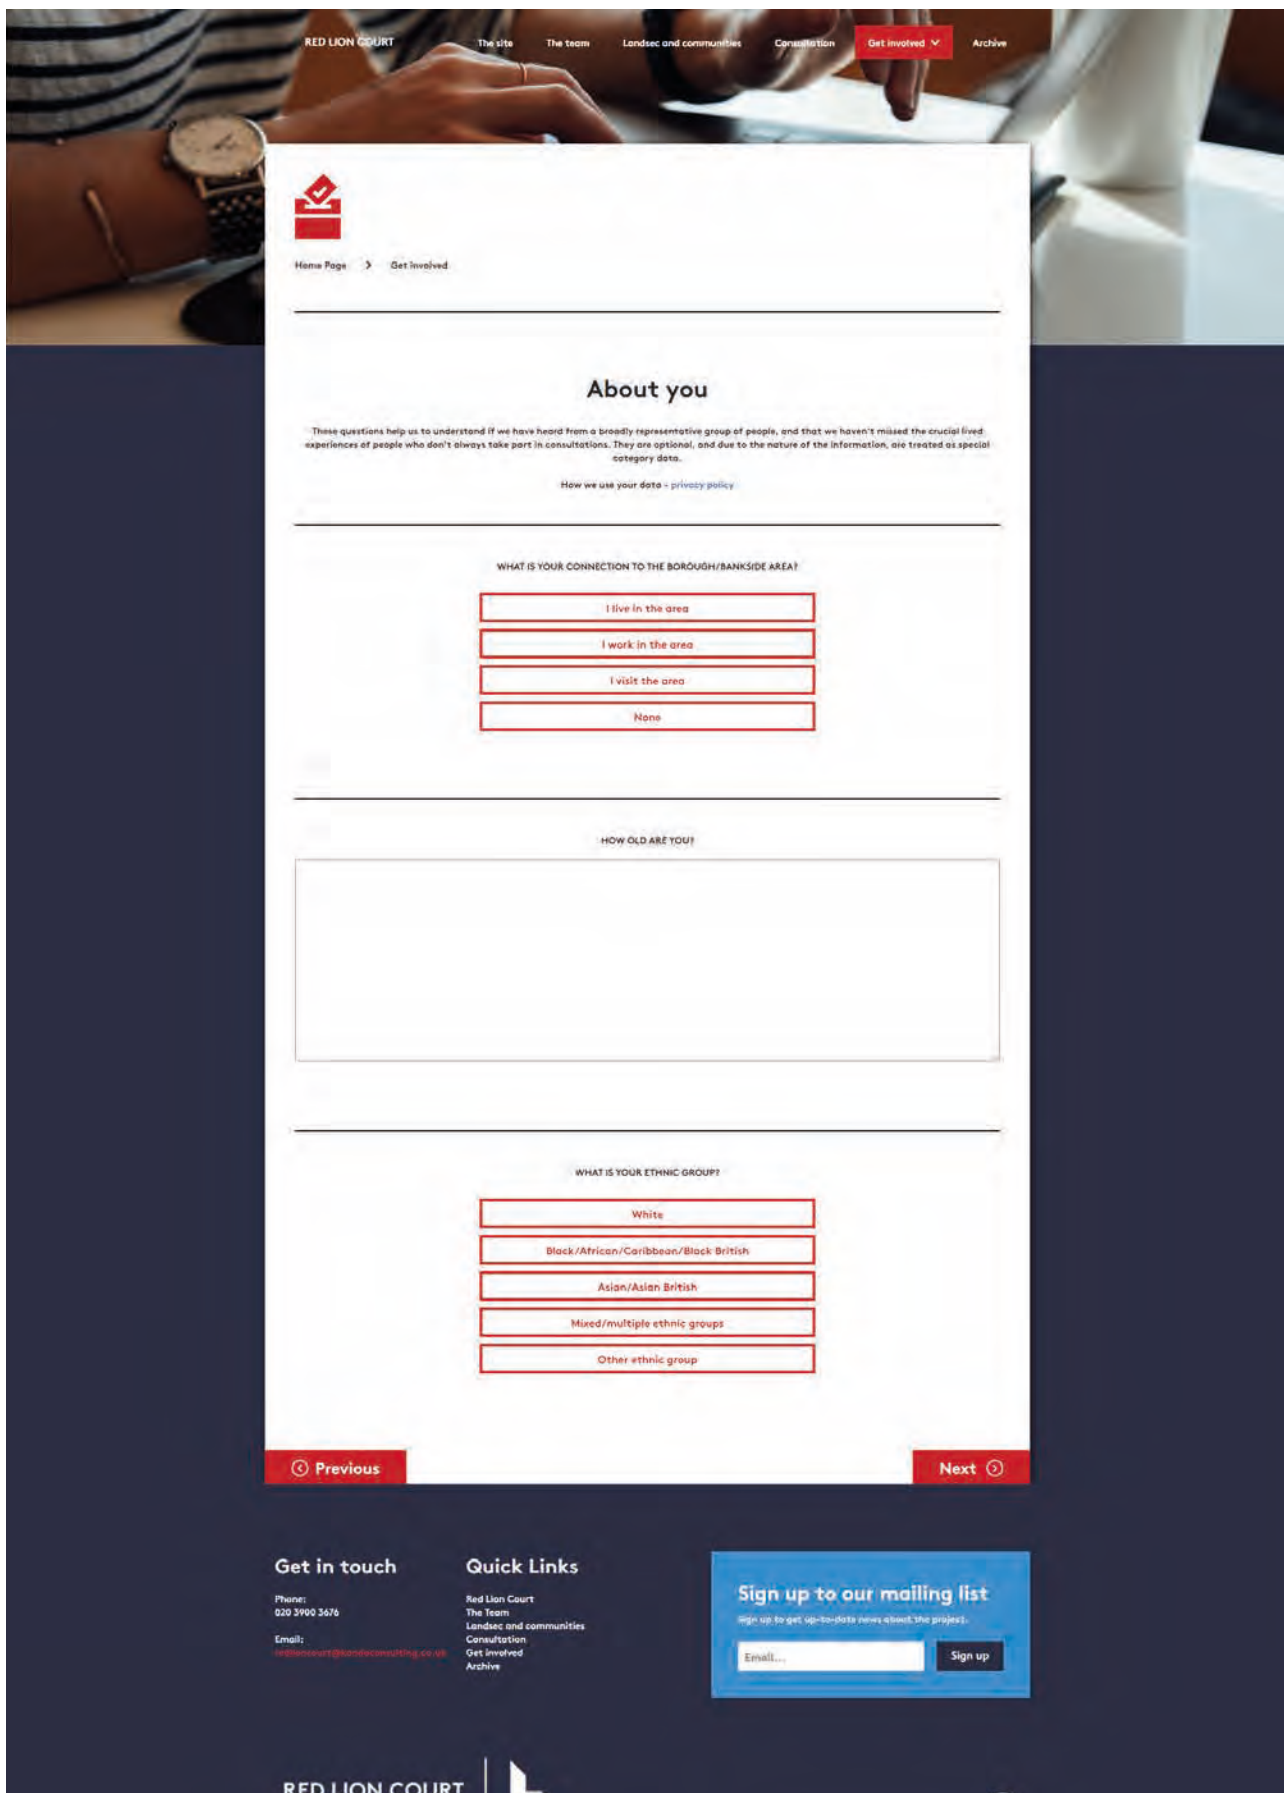 RED LION COURT The site The team Landsec and communities Consultation Get involved Archive
Home Page > Get involved
About you
These questions help us to understand if we have heard from a broadly representative group of people, and that we haven't missed the crucial lived
experiences of people who don't always take part in consultations. They are optional, and due to the nature of the information, are treated as special
category data.
How we use your data - privacy policy
WHAT IS YOUR CONNECTION TO THE BOROUGH/BANKSIDE AREA?
I live in the area
I work in the area
I visit the area
None
HOW OLD ARE YOU?
WHAT IS YOUR ETHNIC GROUP?
White
Black/African/Caribbean/Black British
Asian/Asian British
Mixed/multiple ethnic groups
Other ethnic group
Previous
Next
Get in touch
Phone:
020 3900 3676
Email:
redlioncourt@kandaconsulting.co.uk
Quick Links
Red Lion Court
The Team
Landsec and communities
Consultation
Get involved
Archive
Sign up to our mailing list
Sign up to get up-to-date news about the project.
Email...
Sign up
RED LION COURT